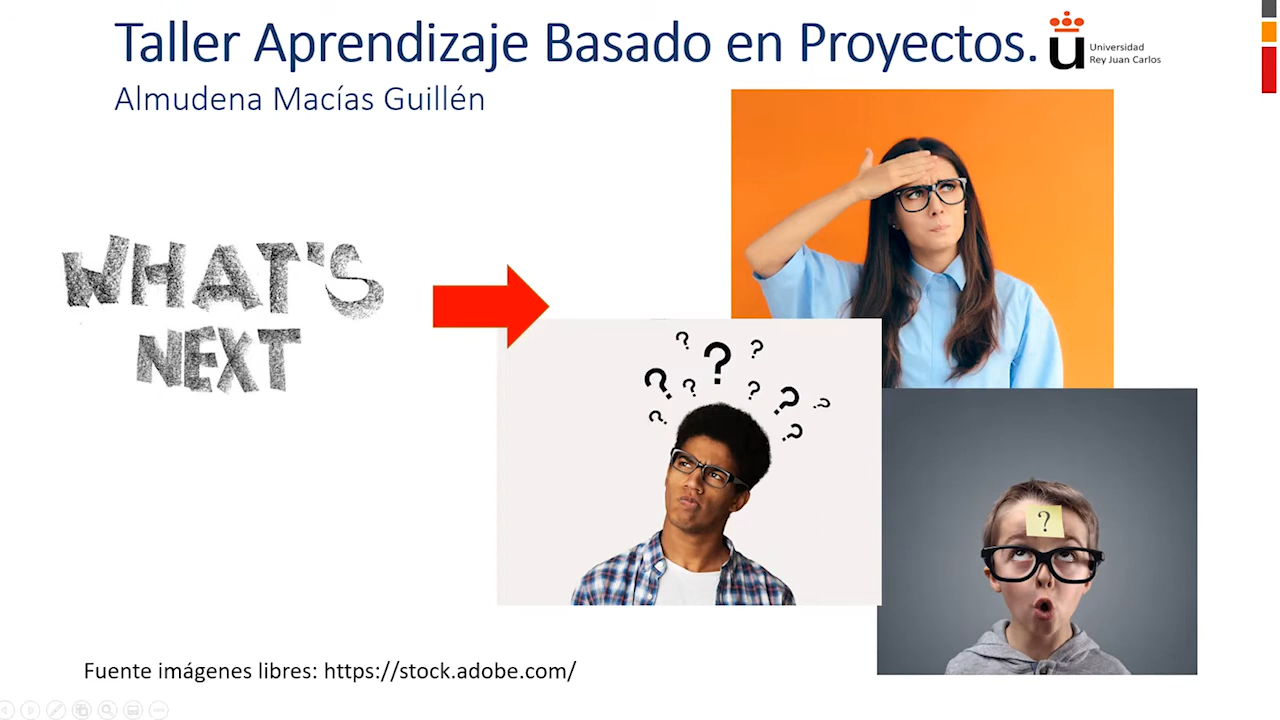 Taller Aprendizaje Basado en Proyectos.
Universidad
Rey Juan Carlos
Almudena Macías Guillén
WHAT'S
NEXT
? ? ?
? ? ? ? ?
? ?
?
Fuente imágenes libres: https://stock.adobe.com/